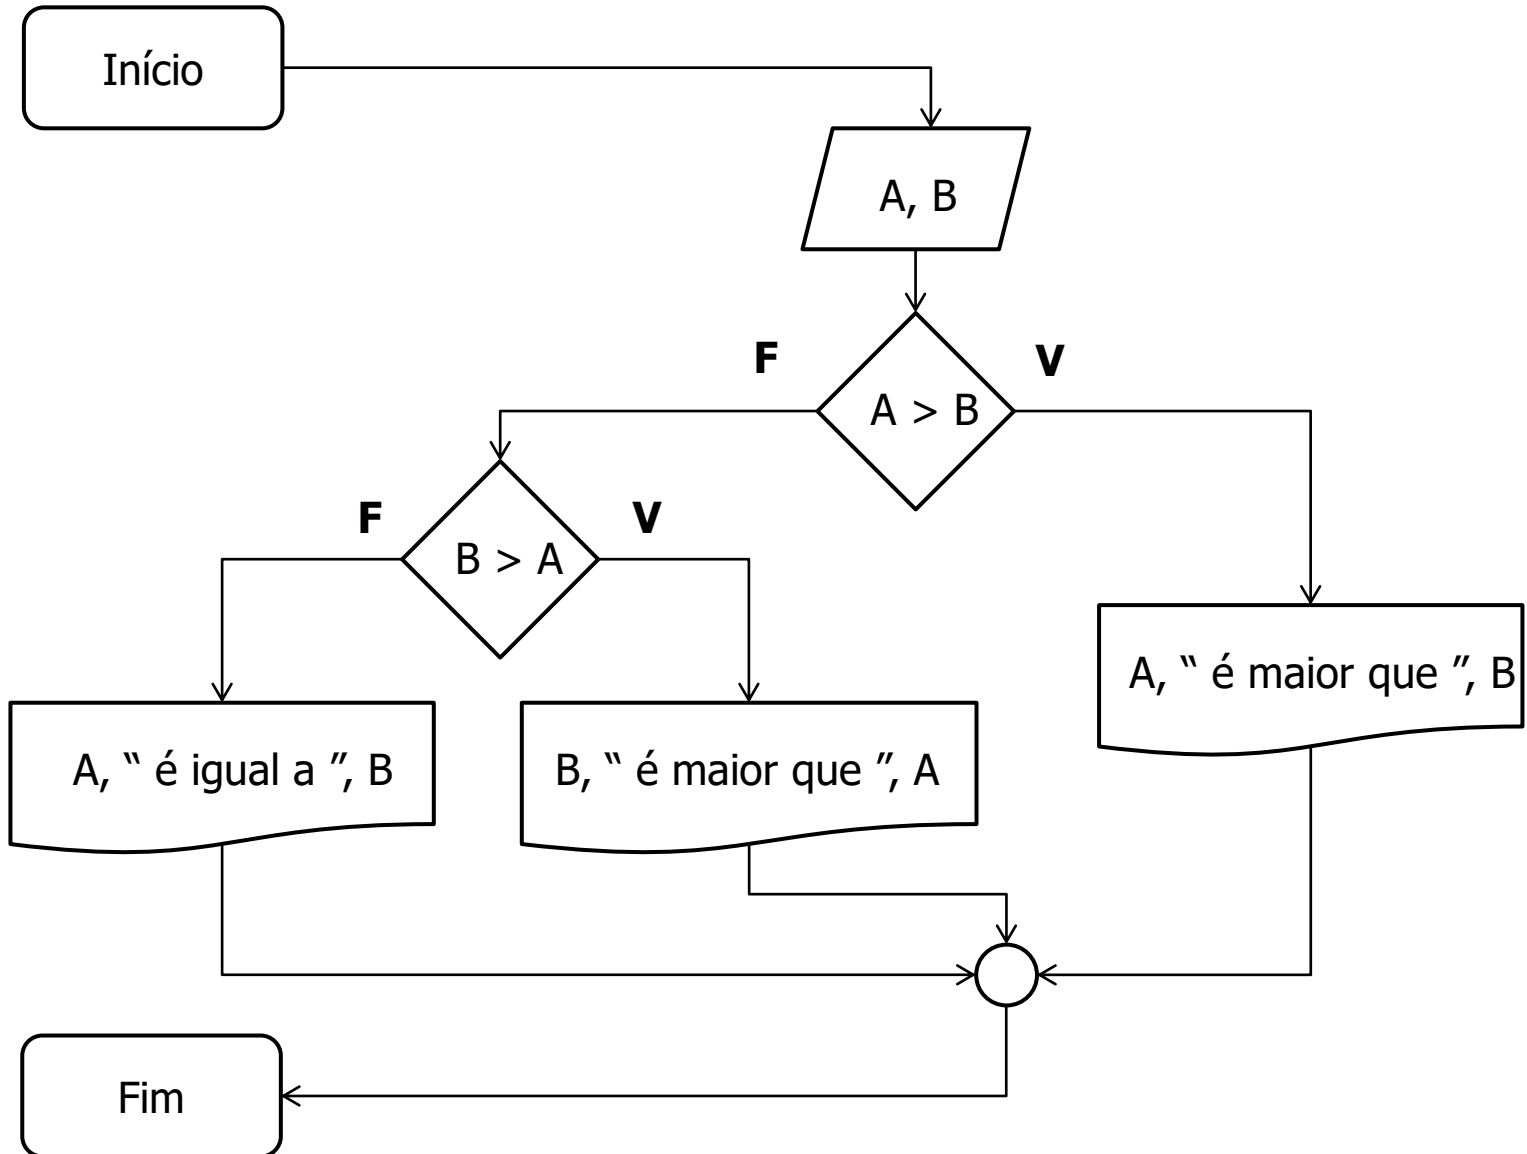 Início
A, B
F
V
A > B
F
V
B > A
A, “ é maior que ”, B
A, “ é igual a ”, B
B, “ é maior que ”, A
Fim